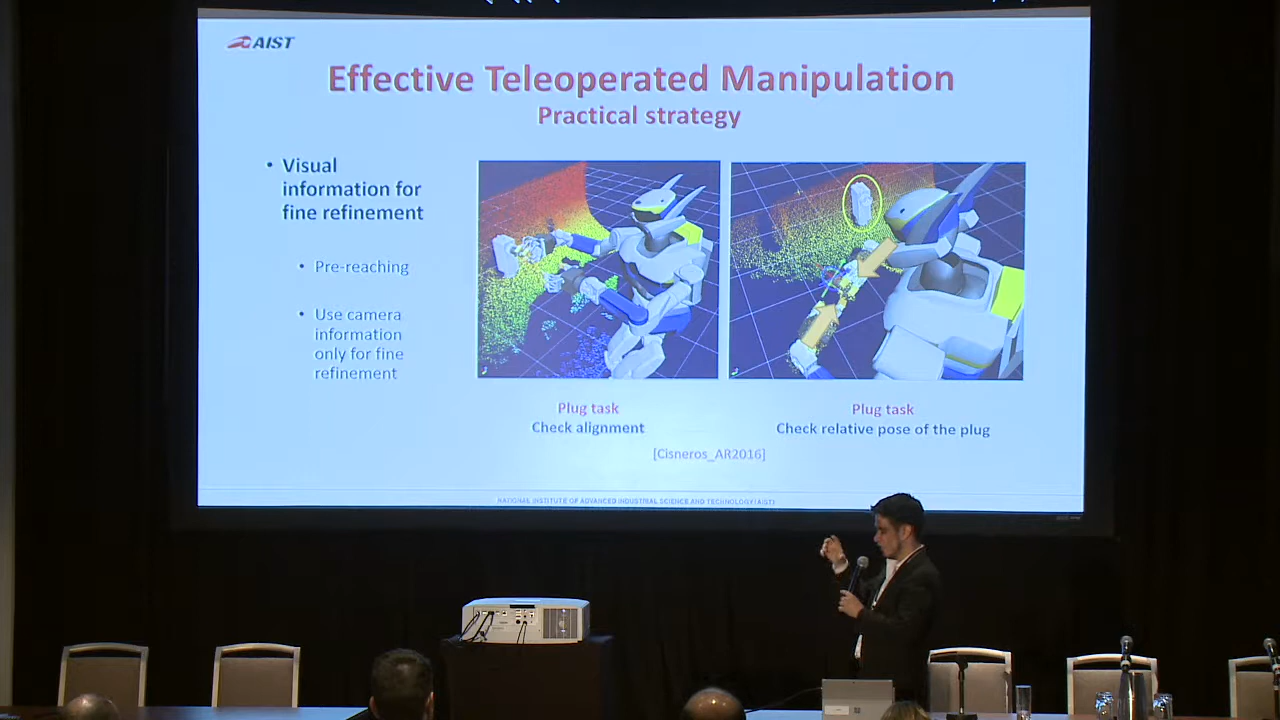 AIST
Effective Teleoperated Manipulation
Practical strategy
• Visual
information for
fine refinement
• Pre-reaching
• Use camera
information
only for fine
refinement
Plug task
Check alignment
Plug task
Check relative pose of the plug
[Cisneros_AR2016]
NATIONAL INSTITUTE OF ADVANCED INDUSTRIAL SCIENCE AND TECHNOLOGY (AIST)